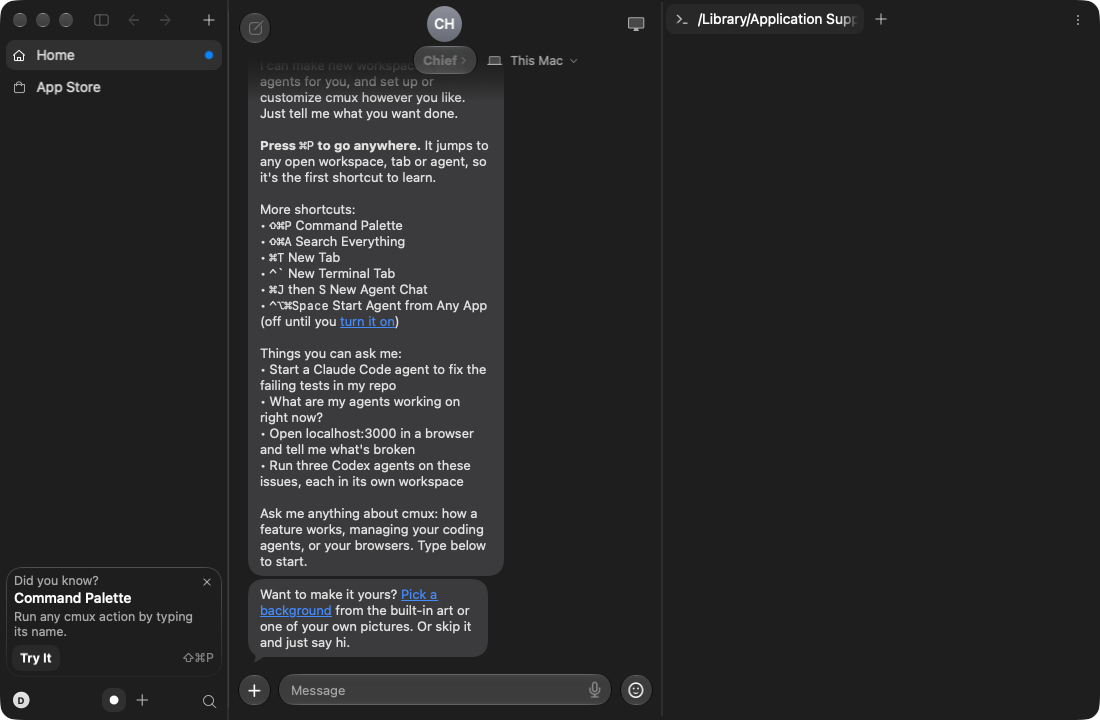 Home
App Store
Did you know?
Command Palette
Run any cmux action by typing
its name.
Try It
⇧⌘P
D
CH
Chief
This Mac
I can make new workspac
agents for you, and set up or
customize cmux however you like.
Just tell me what you want done.
Press ⌘P to go anywhere. It jumps to
any open workspace, tab or agent, so
it's the first shortcut to learn.
More shortcuts:
• ⇧⌘P Command Palette
• ⇧⌘A Search Everything
• ⌘T New Tab
• ^` New Terminal Tab
• ⌘J then S New Agent Chat
• ^⌥⌘Space Start Agent from Any App
(off until you turn it on)
Things you can ask me:
• Start a Claude Code agent to fix the
failing tests in my repo
• What are my agents working on
right now?
• Open localhost:3000 in a browser
and tell me what's broken
• Run three Codex agents on these
issues, each in its own workspace
Ask me anything about cmux: how a
feature works, managing your coding
agents, or your browsers. Type below
to start.
Want to make it yours? Pick a
background from the built-in art or
one of your own pictures. Or skip it
and just say hi.
Message
/Library/Application Supp